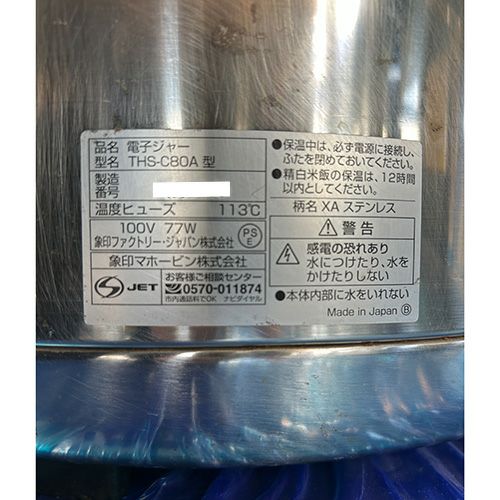 品名 電子ジャー
型名 THS-C80A 型
製造
番号
温度ヒューズ 113℃
100V 77W
象印ファクトリー・ジャパン株式会社
PSE
象印マホービン株式会社
S JET
お客様ご相談センター
0570-011874
市内通話料でOK ナビダイヤル
●保温中は、必ず電源に接続し、
ふたを閉めておいてください。
●精白米飯の保温は、12時間
以内としてください。
柄名 XA ステンレス
警告
感電の恐れあり
水につけたり、水を
かけたりしない
●本体内部に水をいれない
Made in Japan Ⓑ